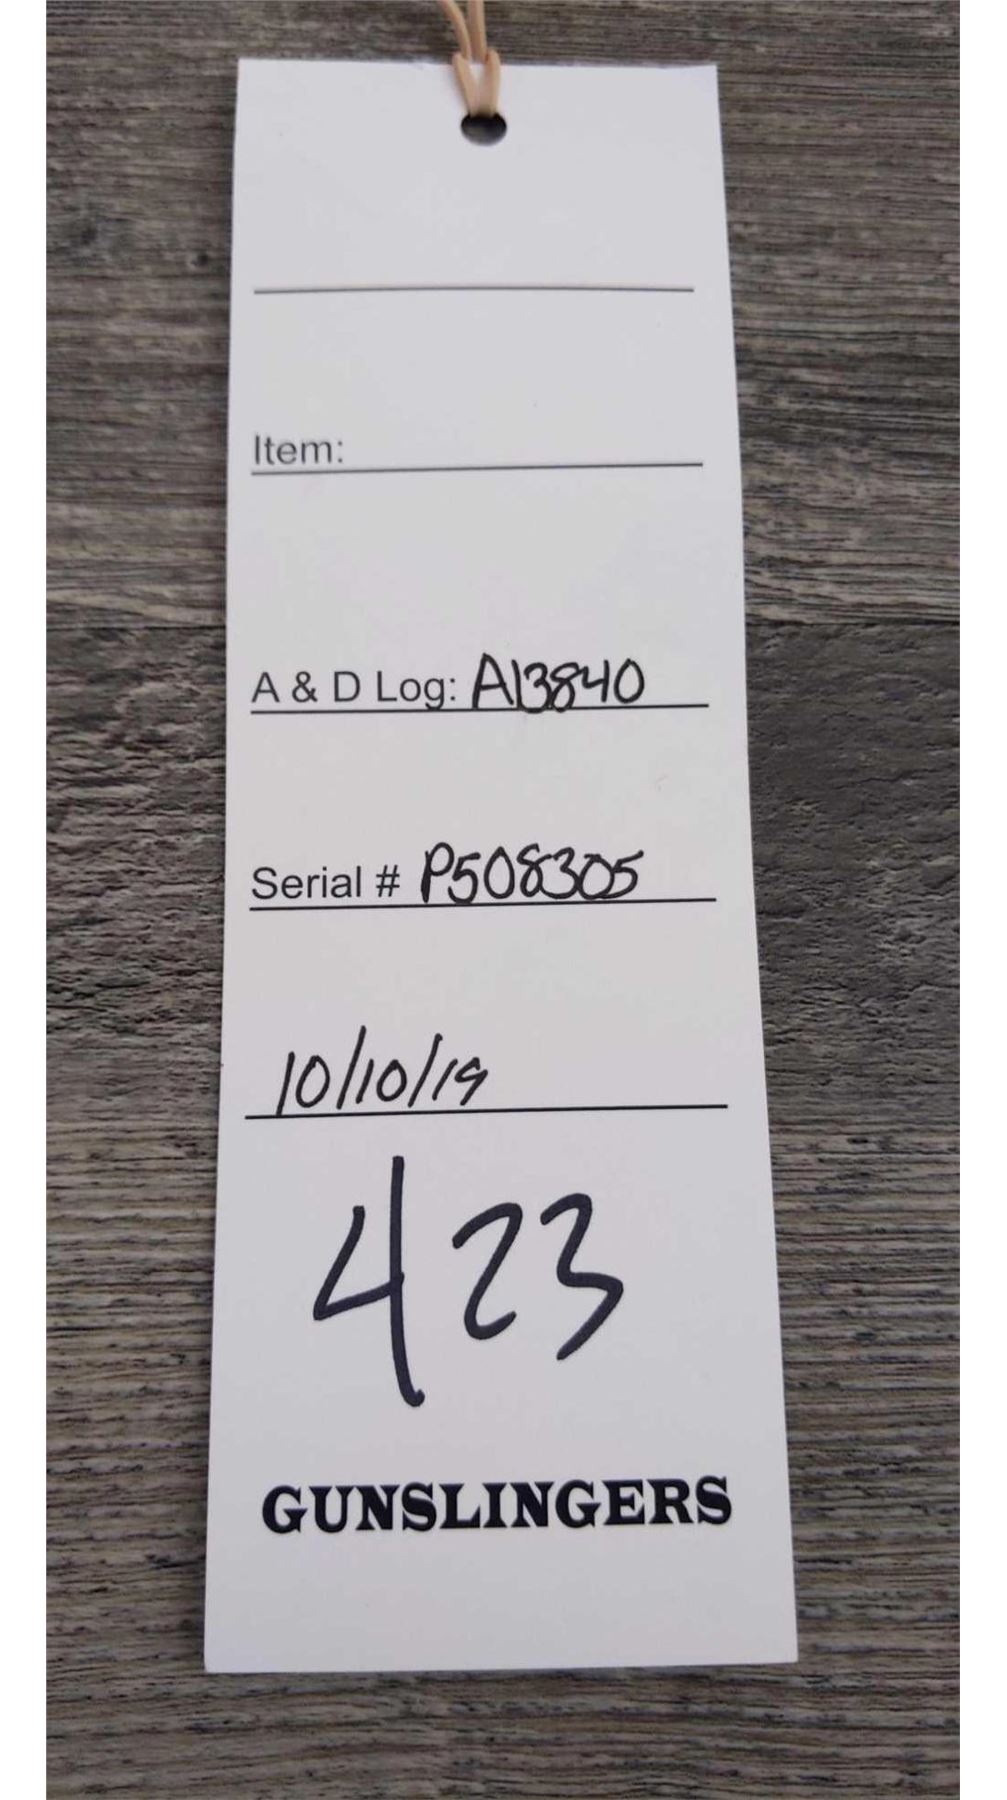 Item:
A & D Log: A13840
Serial # P508305
10/10/19
423
GUNSLINGERS